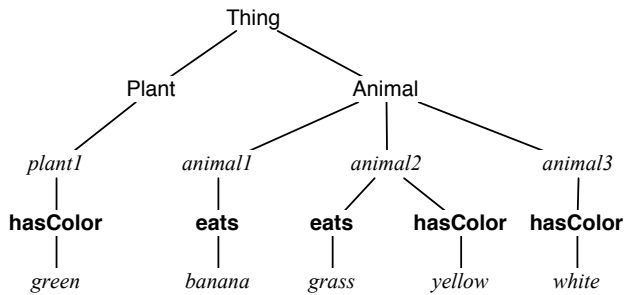 Thing
Plant Animal
plant1 animal1 animal2 animal3
hasColor eats eats hasColor hasColor
green banana grass yellow white